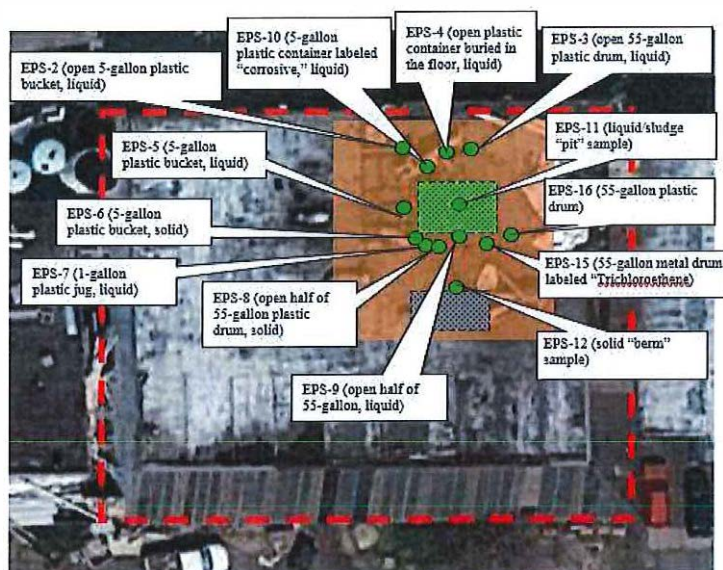 EPS-10 (5-gallon
plastic container labeled
"corrosive," liquid)
EPS-4 (open plastic
container buried in
the floor, liquid)
EPS-3 (open 55-gallon
plastic drum, liquid)
EPS-2 (open 5-gallon plastic
bucket, liquid)
EPS-11 (liquid/sludge
"pit" sample)
EPS-5 (5-gallon
plastic bucket, liquid)
EPS-16 (55-gallon plastic
drum)
EPS-6 (5-gallon
plastic bucket, solid)
EPS-15 (55-gallon metal drum
labeled "Trichloroethene)
EPS-7 (1-gallon
plastic jug, liquid)
EPS-8 (open half of
55-gallon plastic
drum, solid)
EPS-12 (solid "berm"
sample)
EPS-9 (open half of
55-gallon, liquid)